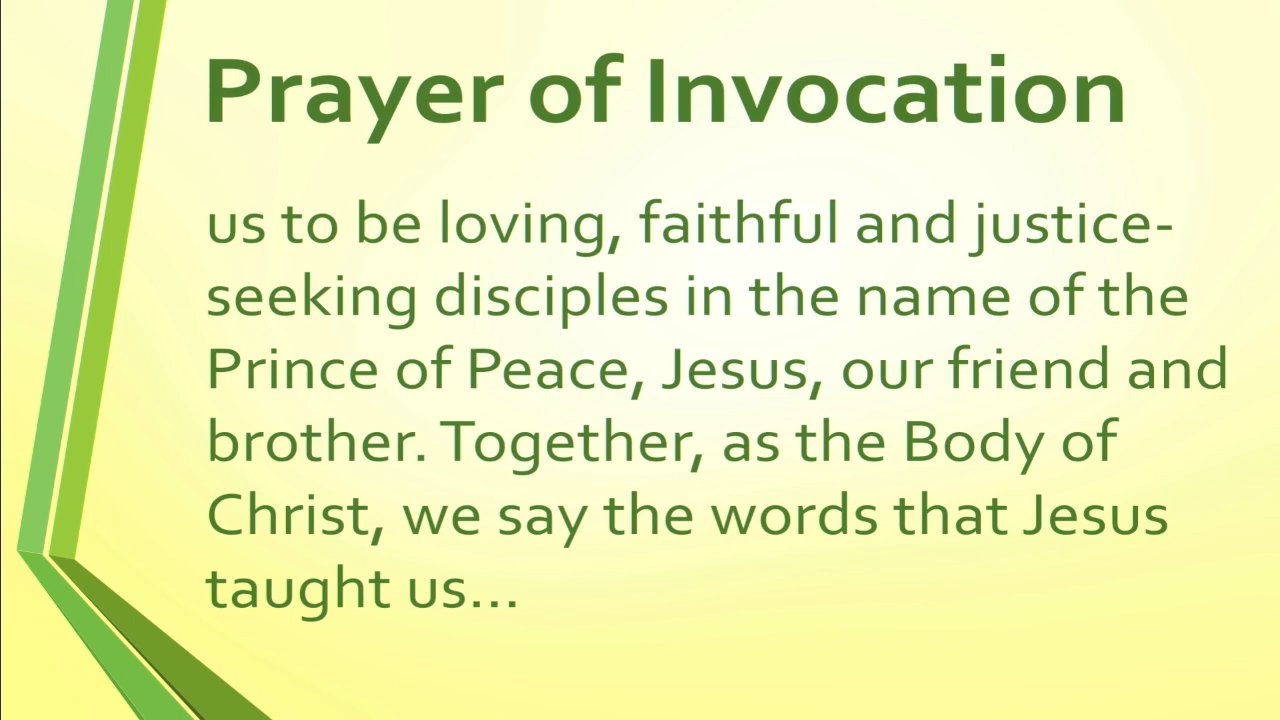 Prayer of Invocation
us to be loving, faithful and justice-
seeking disciples in the name of the
Prince of Peace, Jesus, our friend and
brother. Together, as the Body of
Christ, we say the words that Jesus
taught us...